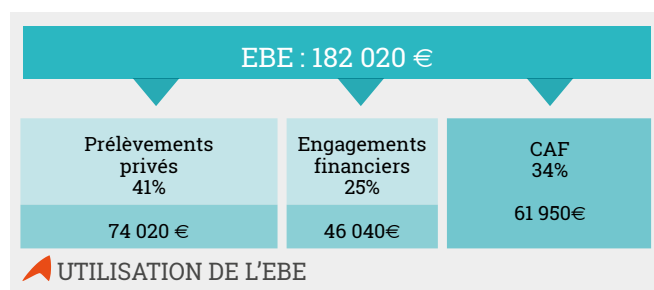 EBE : 182 020 €
Prélèvements
privés
41%
74 020 €
Engagements
financiers
25%
46 040€
CAF
34%
61 950€
UTILISATION DE L'EBE